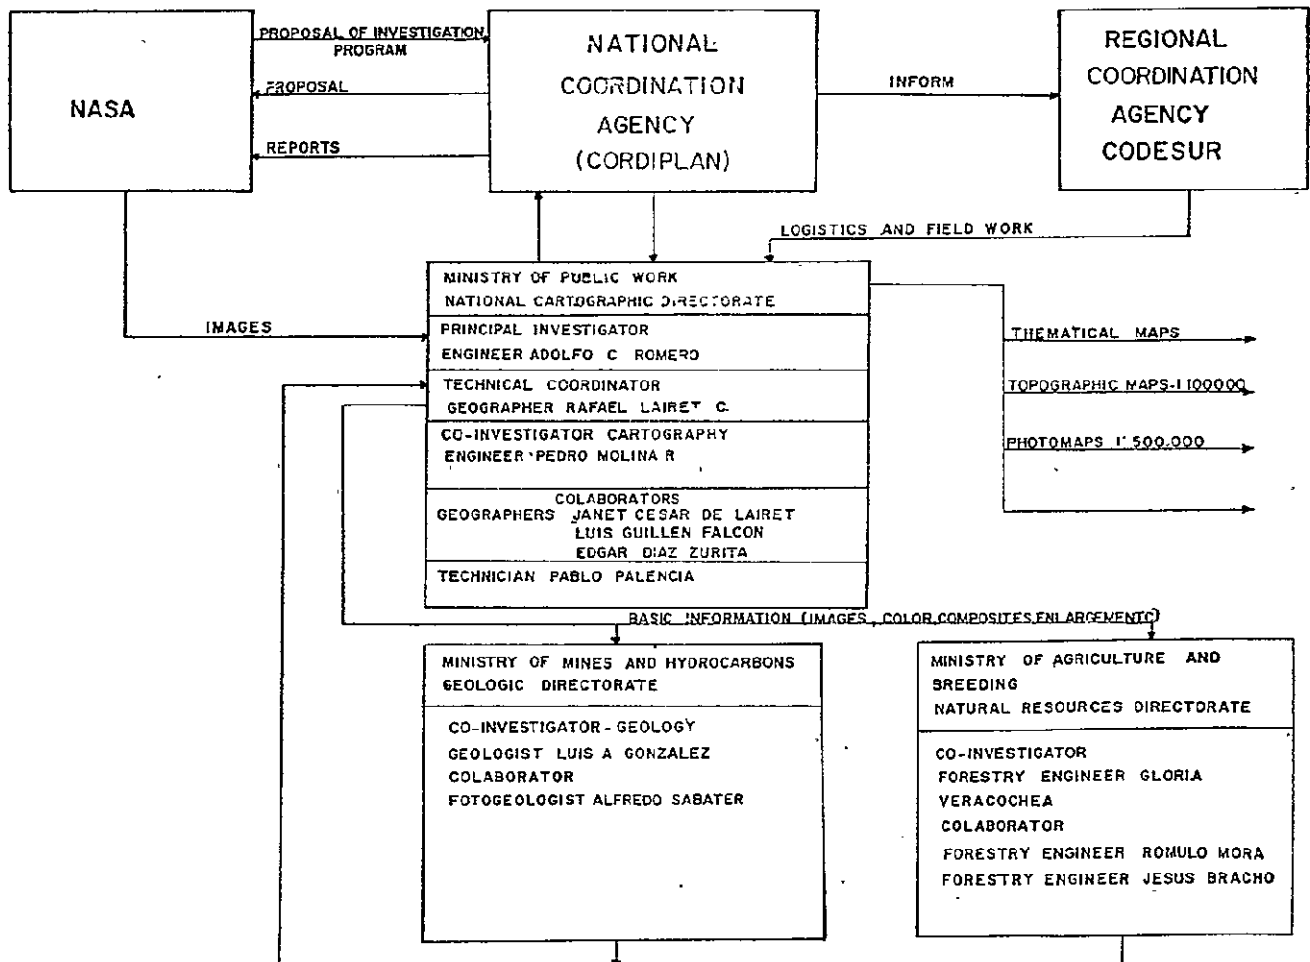 NASA
PROPOSAL OF INVESTIGATION
PROGRAM
PROPOSAL
REPORTS
NATIONAL
COORDINATION
AGENCY
(CORDIPLAN)
INFORM
REGIONAL
COORDINATION
AGENCY
CODESUR
LOGISTICS AND FIELD WORK
IMAGES
MINISTRY OF PUBLIC WORK
NATIONAL CARTOGRAPHIC DIRECTORATE
PRINCIPAL INVESTIGATOR
ENGINEER ADOLFO C ROMERO
TECHNICAL COORDINATOR
GEOGRAPHER RAFAEL LAIRET C.
CO-INVESTIGATOR CARTOGRAPHY
ENGINEER PEDRO MOLINA R
COLABORATORS
GEOGRAPHERS JANET CESAR DE LAIRET
LUIS GUILLEN FALCON
EDGAR DIAZ ZURITA
TECHNICIAN PABLO PALENCIA
THEMATICAL MAPS
TOPOGRAPHIC MAPS-1 100000
PHOTOMAPS 1:500.000
BASIC INFORMATION (IMAGES, COLOR, COMPOSITES, ENLARGEMENTC)
MINISTRY OF MINES AND HYDROCARBONS
GEOLOGIC DIRECTORATE
CO-INVESTIGATOR-GEOLOGY
GEOLOGIST LUIS A GONZALEZ
COLABORATOR
FOTOGEOLOGIST ALFREDO SABATER
MINISTRY OF AGRICULTURE AND
BREEDING
NATURAL RESOURCES DIRECTORATE
CO-INVESTIGATOR
FORESTRY ENGINEER GLORIA
VERACOCHEA
COLABORATOR
FORESTRY ENGINEER ROMULO MORA
FORESTRY ENGINEER JESUS BRACHO